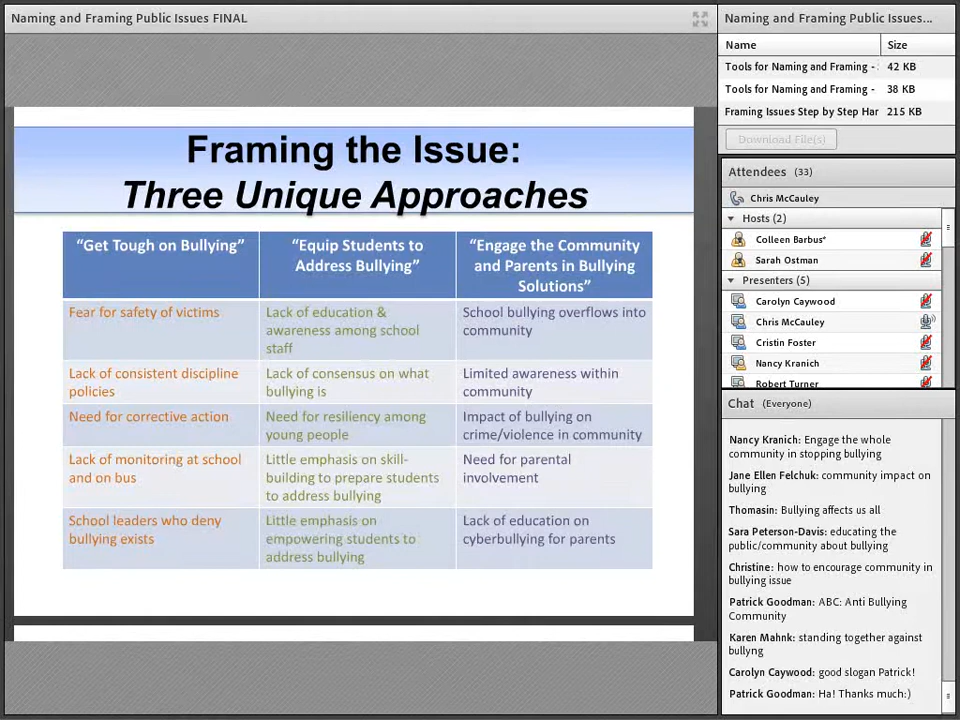 Naming and Framing Public Issues FINAL
Framing the Issue:
Three Unique Approaches
“Get Tough on Bullying”
“Equip Students to
Address Bullying”
“Engage the Community
and Parents in Bullying
Solutions”
Fear for safety of victims
Lack of education &
awareness among school
staff
School bullying overflows into
community
Lack of consistent discipline
policies
Lack of consensus on what
bullying is
Limited awareness within
community
Need for corrective action
Need for resiliency among
young people
Impact of bullying on
crime/violence in community
Lack of monitoring at school
and on bus
Little emphasis on skill-
building to prepare students
to address bullying
Need for parental
involvement
School leaders who deny
bullying exists
Little emphasis on
empowering students to
address bullying
Lack of education on
cyberbullying for parents
Naming and Framing Public Issues...
Name Size
Tools for Naming and Framing - 42 KB
Tools for Naming and Framing - 38 KB
Framing Issues Step by Step Har 215 KB
Download File(s)
Attendees (33)
Chris McCauley
Hosts (2)
Colleen Barbus*
Sarah Ostman
Presenters (5)
Carolyn Caywood
Chris McCauley
Cristin Foster
Nancy Kranich
Robert Turner
Chat (Everyone)
Nancy Kranich: Engage the whole
community in stopping bullying
Jane Ellen Felchuk: community impact on
bullying
Thomasin: Bullying affects us all
Sara Peterson-Davis: educating the
public/community about bullying
Christine: how to encourage community in
bullying issue
Patrick Goodman: ABC: Anti Bullying
Community
Karen Mahnk: standing together against
bullyng
Carolyn Caywood: good slogan Patrick!
Patrick Goodman: Ha! Thanks much:)